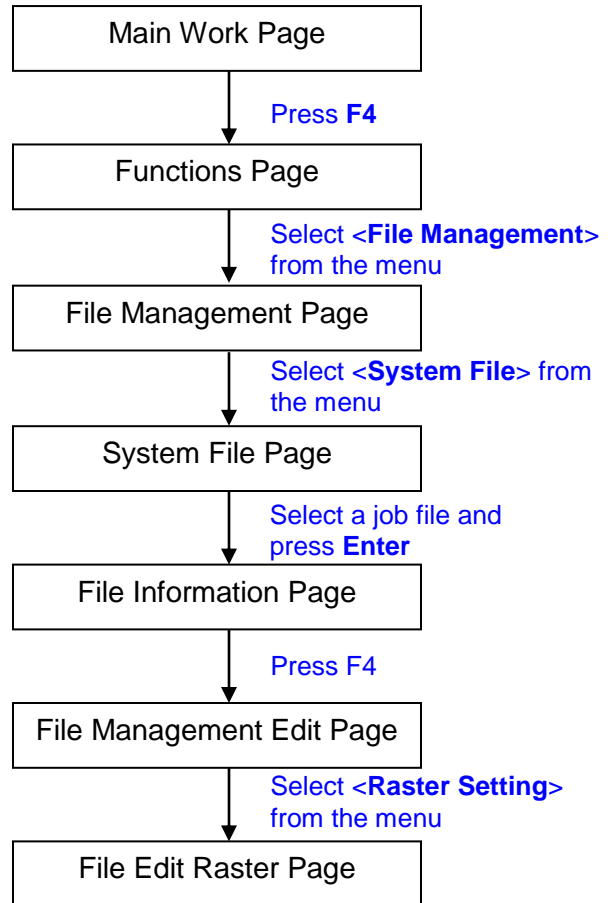 Main Work Page
Press F4
Functions Page
Select <File Management>
from the menu
File Management Page
Select <System File> from
the menu
System File Page
Select a job file and
press Enter
File Information Page
Press F4
File Management Edit Page
Select <Raster Setting>
from the menu
File Edit Raster Page